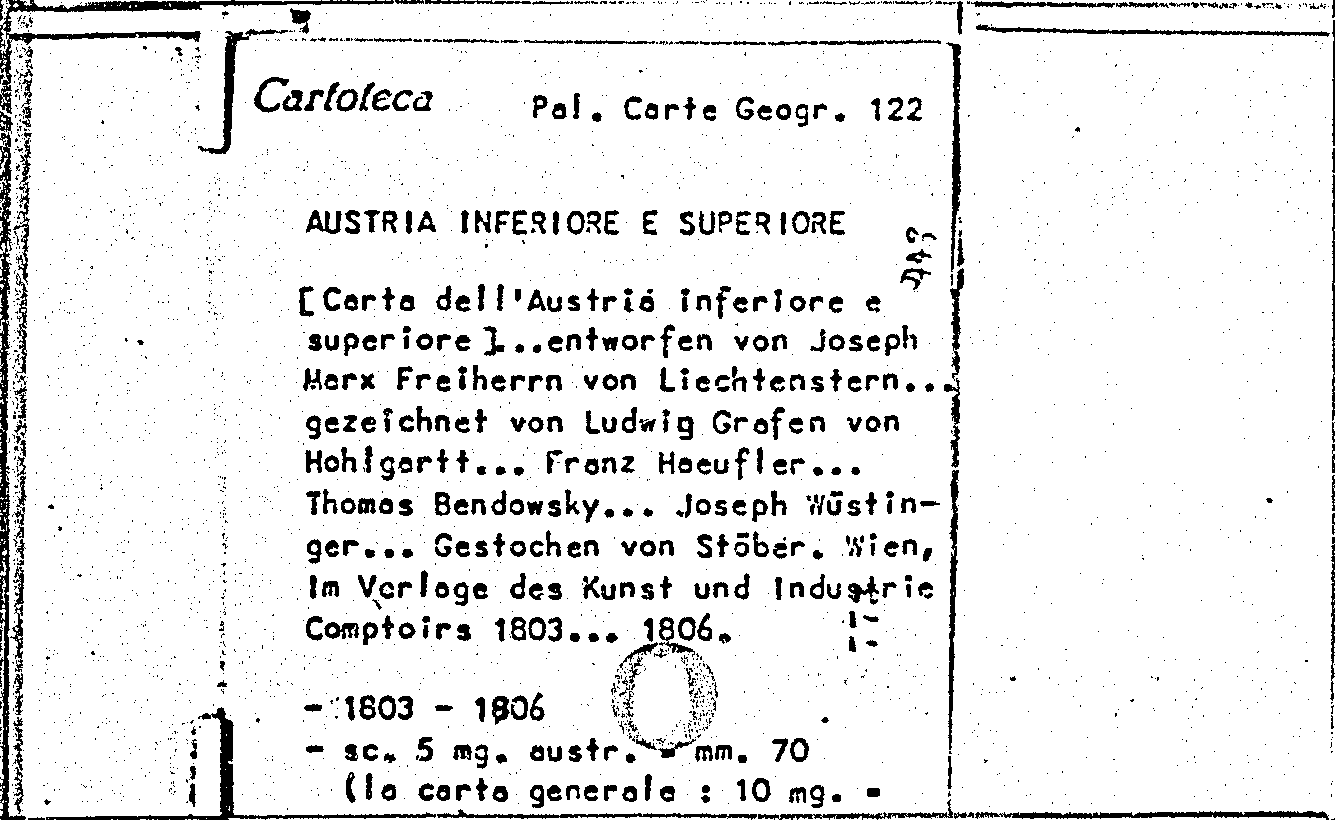 Cartoteca Pal. Carte Geogr. 122
AUSTRIA INFERIORE E SUPERIORE
[Carta dell'Austria inferiore e
superiore]...entworfen von Joseph
Marx Freiherrn von Liechtenstern...
gezeichnet von Ludwig Grafen von
Hohlgartt... Franz Haeufler...
Thomas Bendowsky... Joseph Wüstin-
ger... Gestochen von Stöber. Wien,
Im Verlage des Kunst und Industrie
Comptoirs 1803... 1806.
- 1803 - 1806
- sc. 5 mg. austr. = mm. 70
(la carta generale : 10 mg. =